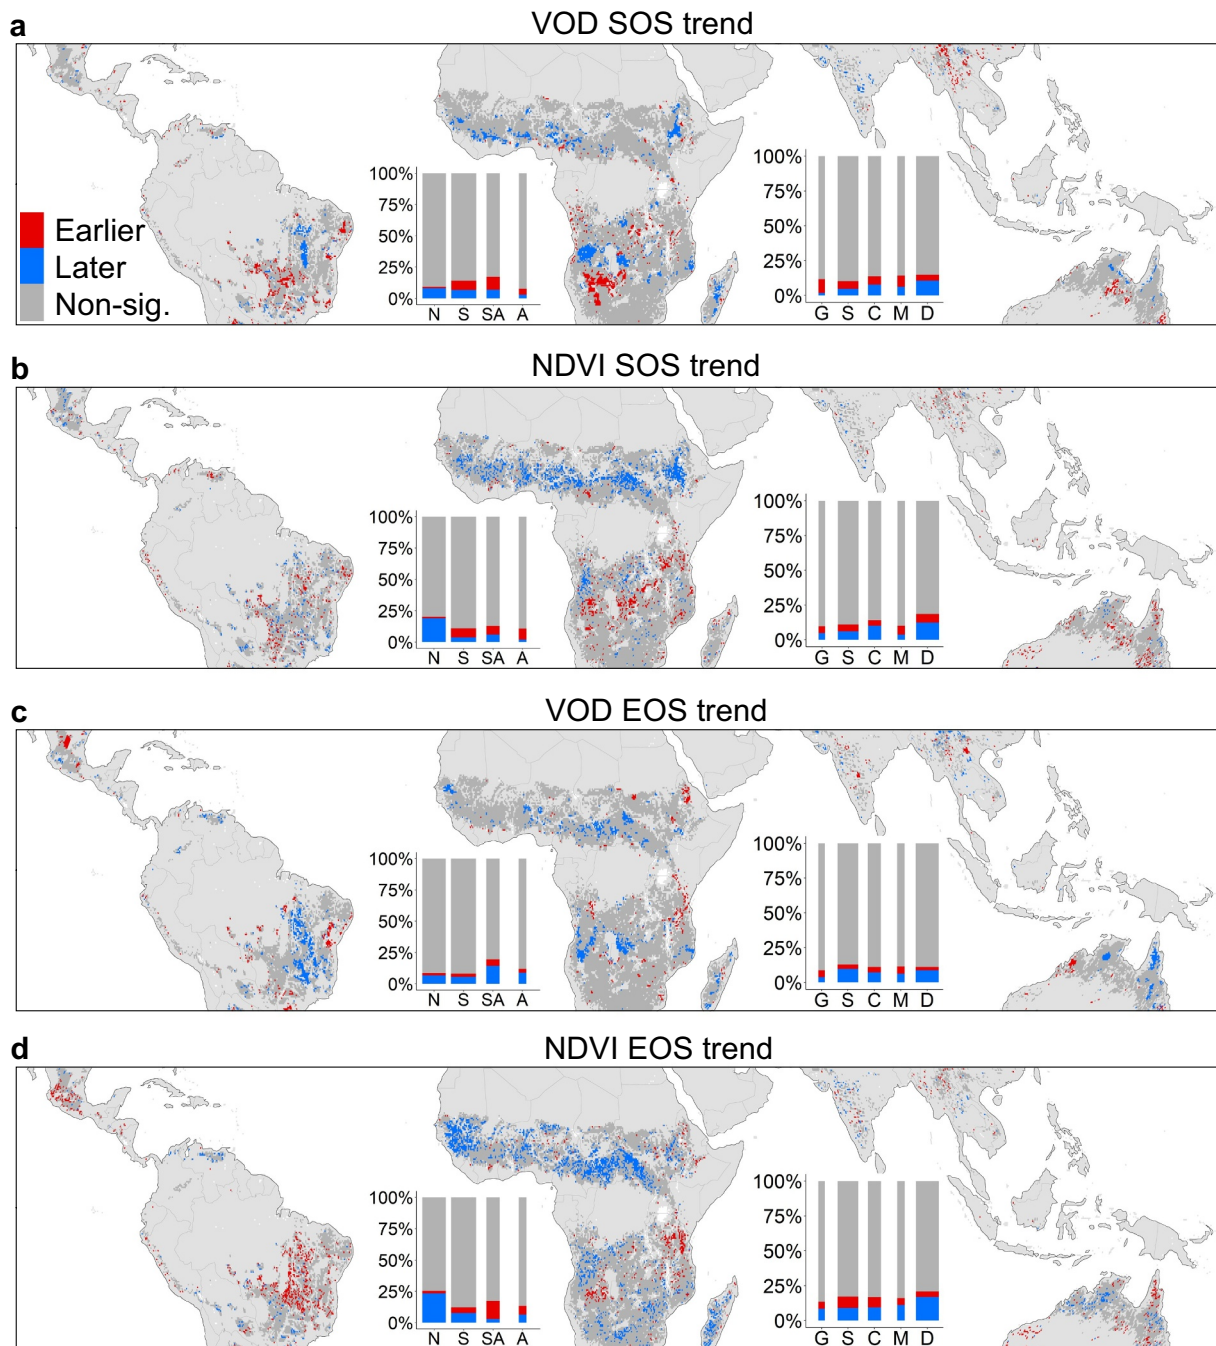 a
VOD SOS trend
Earlier
Later
Non-sig.
100%
75%
50%
25%
0%
N S SA A
100%
75%
50%
25%
0%
G S C M D
b
NDVI SOS trend
100%
75%
50%
25%
0%
N S SA A
100%
75%
50%
25%
0%
G S C M D
c
VOD EOS trend
100%
75%
50%
25%
0%
N S SA A
100%
75%
50%
25%
0%
G S C M D
d
NDVI EOS trend
100%
75%
50%
25%
0%
N S SA A
100%
75%
50%
25%
0%
G S C M D